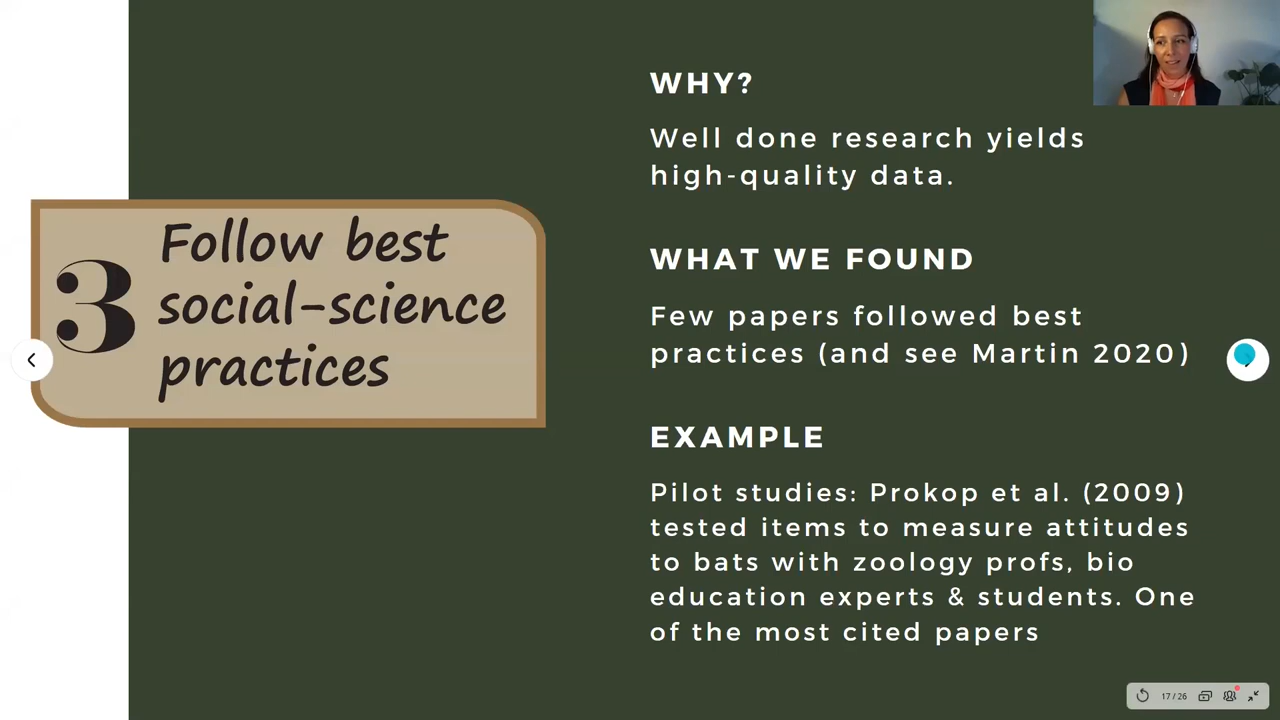 3
Follow best
social-science
practices
WHY?
Well done research yields
high-quality data.
WHAT WE FOUND
Few papers followed best
practices (and see Martin 2020)
EXAMPLE
Pilot studies: Prokop et al. (2009)
tested items to measure attitudes
to bats with zoology profs, bio
education experts & students. One
of the most cited papers
17 / 26